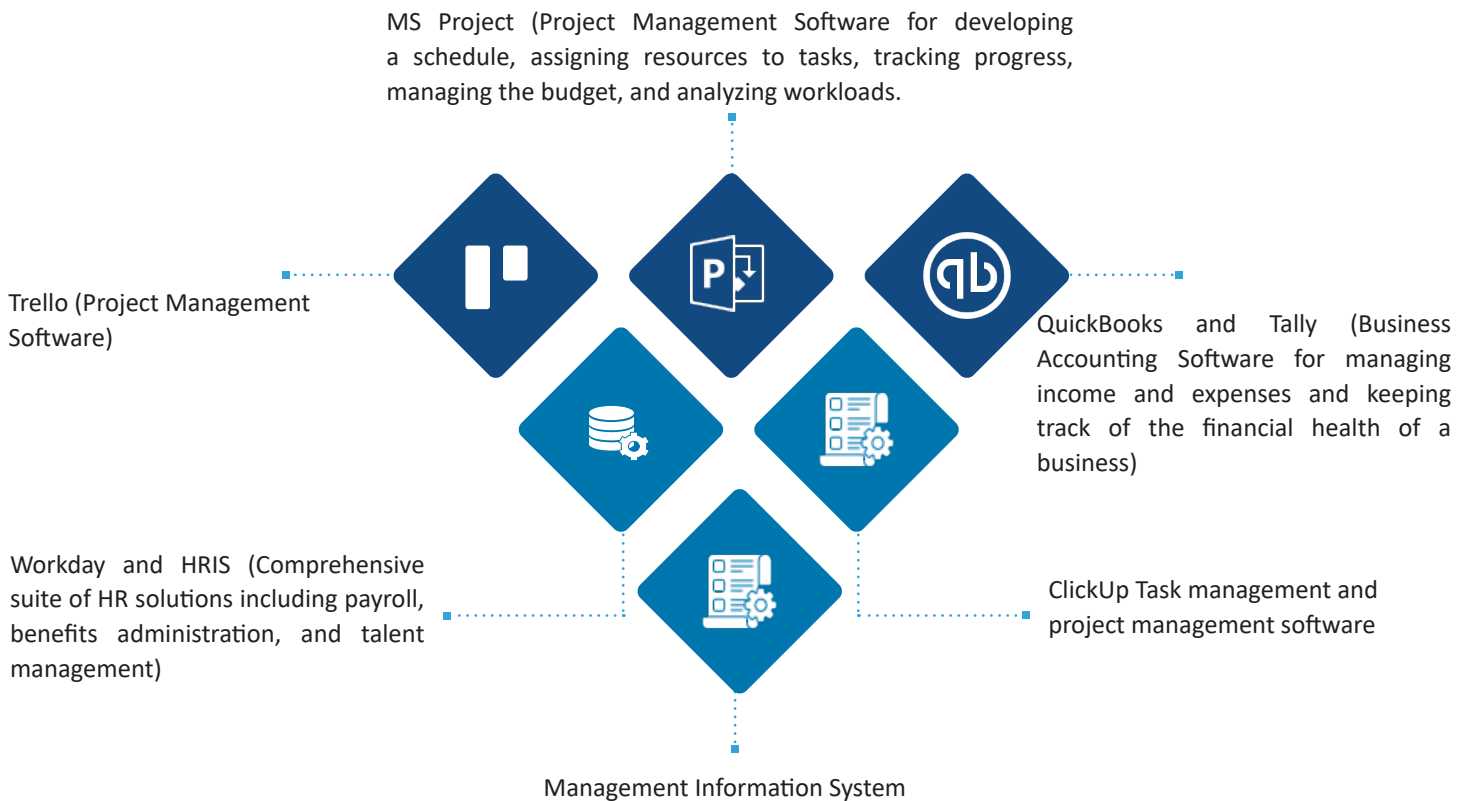 MS Project (Project Management Software for developing
a schedule, assigning resources to tasks, tracking progress,
managing the budget, and analyzing workloads.
P
qb
Trello (Project Management
Software)
QuickBooks and Tally (Business
Accounting Software for managing
income and expenses and keeping
track of the financial health of a
business)
Workday and HRIS (Comprehensive
suite of HR solutions including payroll,
benefits administration, and talent
management)
ClickUp Task management and
project management software
Management Information System